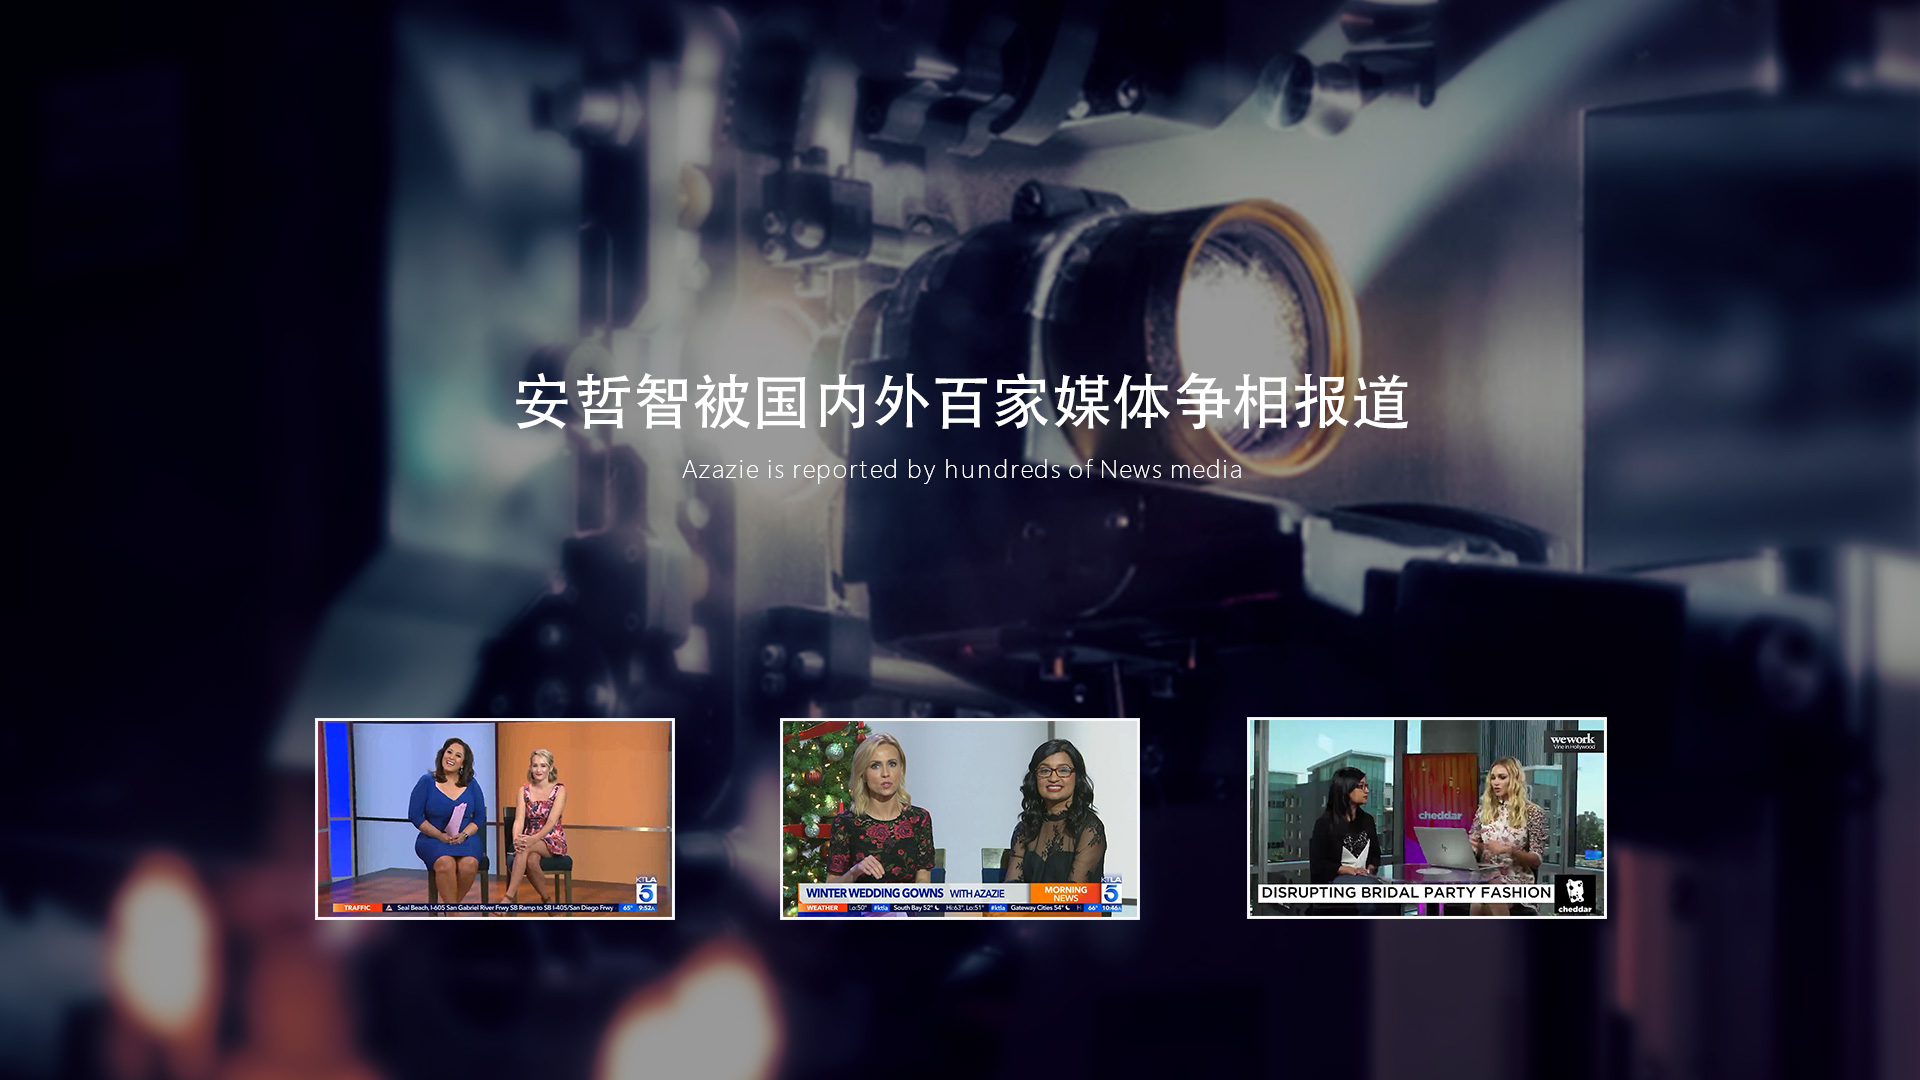 安哲智被国内外百家媒体争相报道
Azazie is reported by hundreds of News media
KTLA
5
TRAFFIC Seal Beach, I-605 San Gabriel River Frwy SB Ramp to SB I-405/San Diego Frwy 65° 9:52
WINTER WEDDING GOWNS WITH AZAZIE
MORNING
NEWS
KTLA
5
WEATHER Lo:50° #ktla South Bay 52° Hi:63°, Lo:51° #ktla Gateway Cities 54° H 66° 10:46
wework
Vine in Hollywood
cheddar
DISRUPTING BRIDAL PARTY FASHION
cheddar